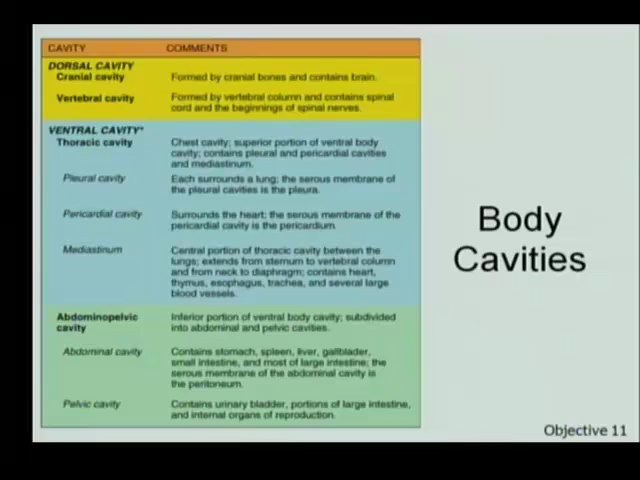 CAVITY COMMENTS
DORSAL CAVITY
Cranial cavity Formed by cranial bones and contains brain.
Vertebral cavity Formed by vertebral column and contains spinal
cord and the beginnings of spinal nerves.
VENTRAL CAVITY*
Thoracic cavity Chest cavity; superior portion of ventral body
cavity; contains pleural and pericardial cavities
and mediastinum.
Pleural cavity Each surrounds a lung; the serous membrane of
the pleural cavities is the pleura.
Pericardial cavity Surrounds the heart; the serous membrane of the
pericardial cavity is the pericardium.
Mediastinum Central portion of thoracic cavity between the
lungs; extends from sternum to vertebral column
and from neck to diaphragm; contains heart,
thymus, esophagus, trachea, and several large
blood vessels.
Abdominopelvic Inferior portion of ventral body cavity; subdivided
cavity into abdominal and pelvic cavities.
Abdominal cavity Contains stomach, spleen, liver, gallbladder,
small intestine, and most of large intestine; the
serous membrane of the abdominal cavity is
the peritoneum.
Pelvic cavity Contains urinary bladder, portions of large intestine,
and internal organs of reproduction.
Body
Cavities
Objective 11